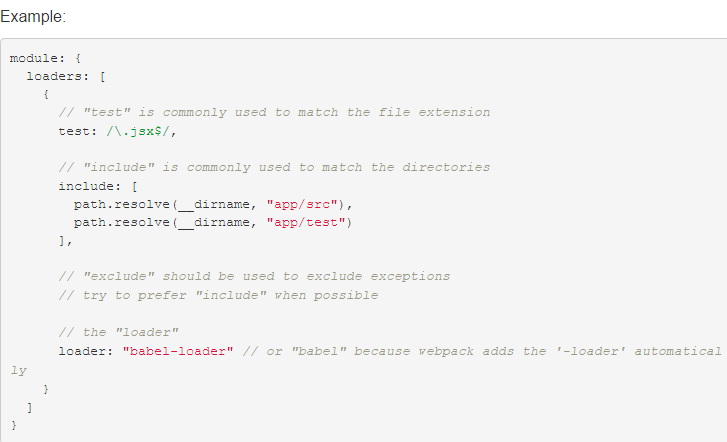 Example:
module: {
loaders: [
{
// "test" is commonly used to match the file extension
test: /\.jsx$/,
// "include" is commonly used to match the directories
include: [
path.resolve(__dirname, "app/src"),
path.resolve(__dirname, "app/test")
],
// "exclude" should be used to exclude exceptions
// try to prefer "include" when possible
// the "loader"
loader: "babel-loader" // or "babel" because webpack adds the '-loader' automatical
ly
}
]
}